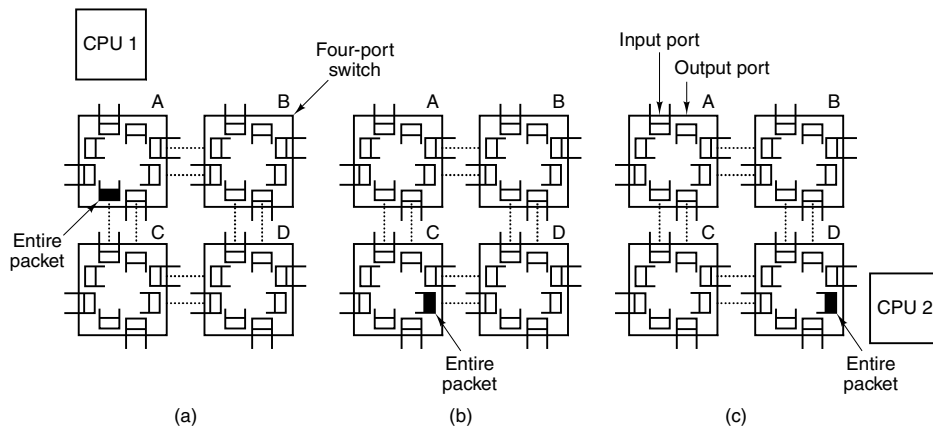 CPU 1
Four-port
switch
Input port
Output port
A
B
A
B
A
B
Entire
packet
C
D
C
D
C
D
CPU 2
Entire
packet
Entire
packet
(a)
(b)
(c)